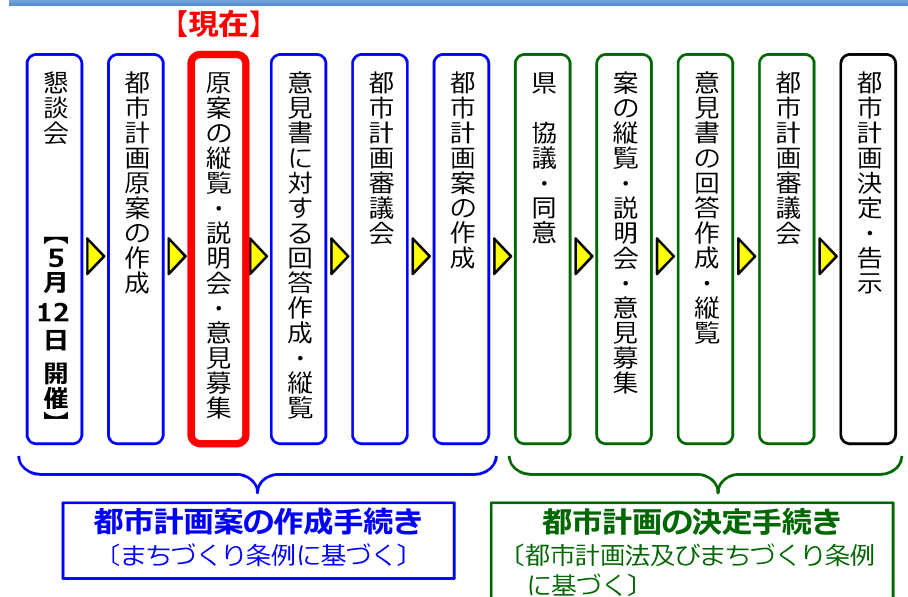 【現在】
懇談会 【5月12日 開催】
都市計画原案の作成
原案の縦覧・説明会・意見募集
意見書に対する回答作成・縦覧
都市計画審議会
都市計画案の作成
県 協議・同意
案の縦覧・説明会・意見募集
意見書の回答作成・縦覧
都市計画審議会
都市計画決定・告示
都市計画案の作成手続き
〔まちづくり条例に基づく〕
都市計画の決定手続き
〔都市計画法及びまちづくり条例
に基づく〕